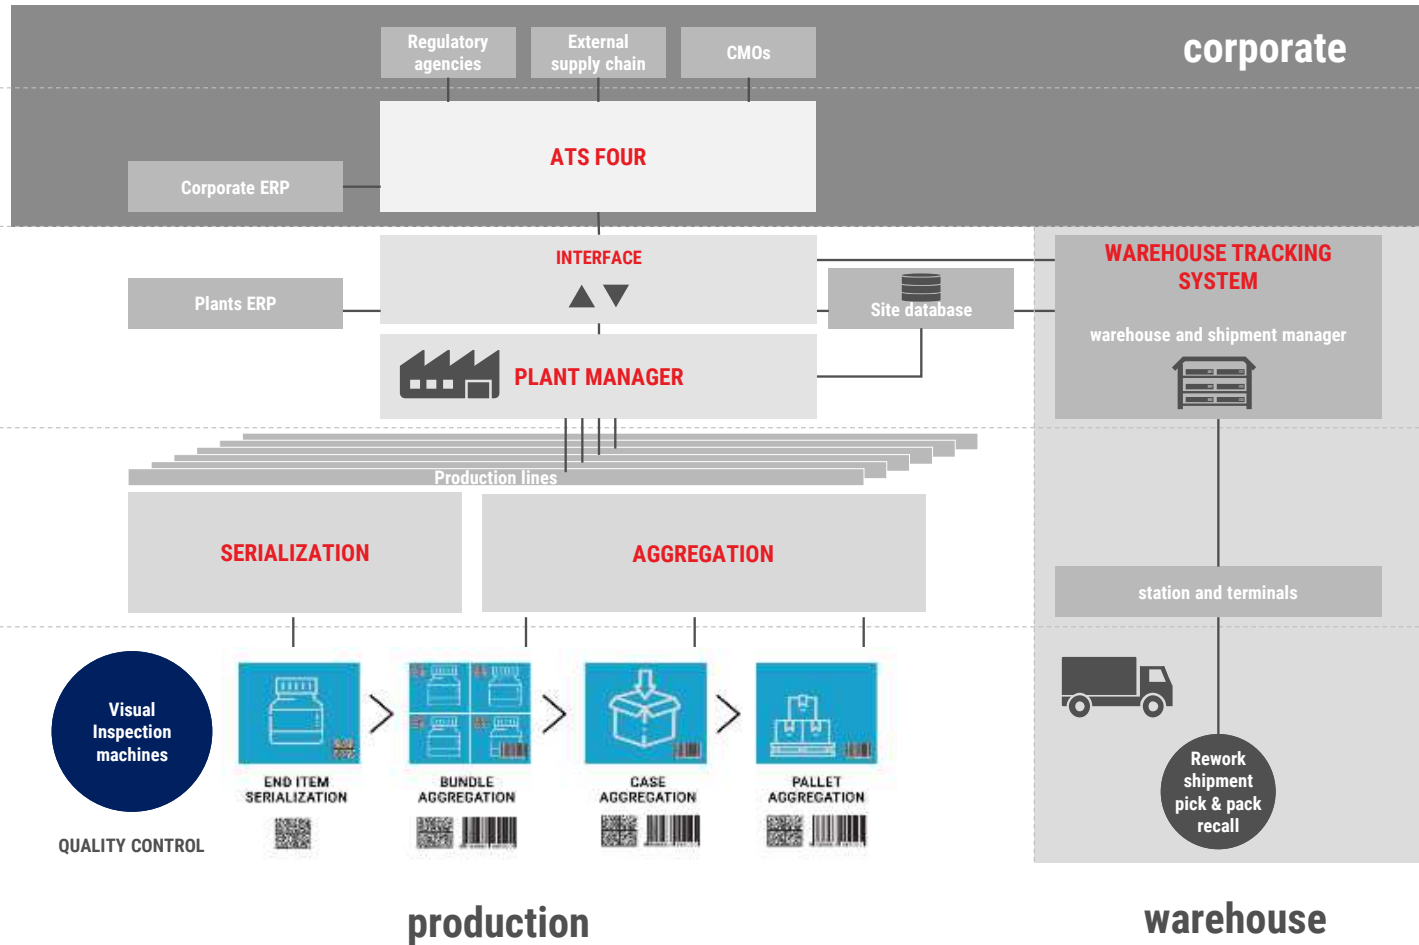 corporate
Regulatory
agencies
External
supply chain
CMOs
ATS FOUR
Corporate ERP
INTERFACE
Plants ERP
Site database
PLANT MANAGER
WAREHOUSE TRACKING
SYSTEM
warehouse and shipment manager
Production lines
SERIALIZATION
AGGREGATION
station and terminals
Visual
Inspection
machines
QUALITY CONTROL
END ITEM
SERIALIZATION
BUNDLE
AGGREGATION
CASE
AGGREGATION
PALLET
AGGREGATION
Rework
shipment
pick & pack
recall
production
warehouse